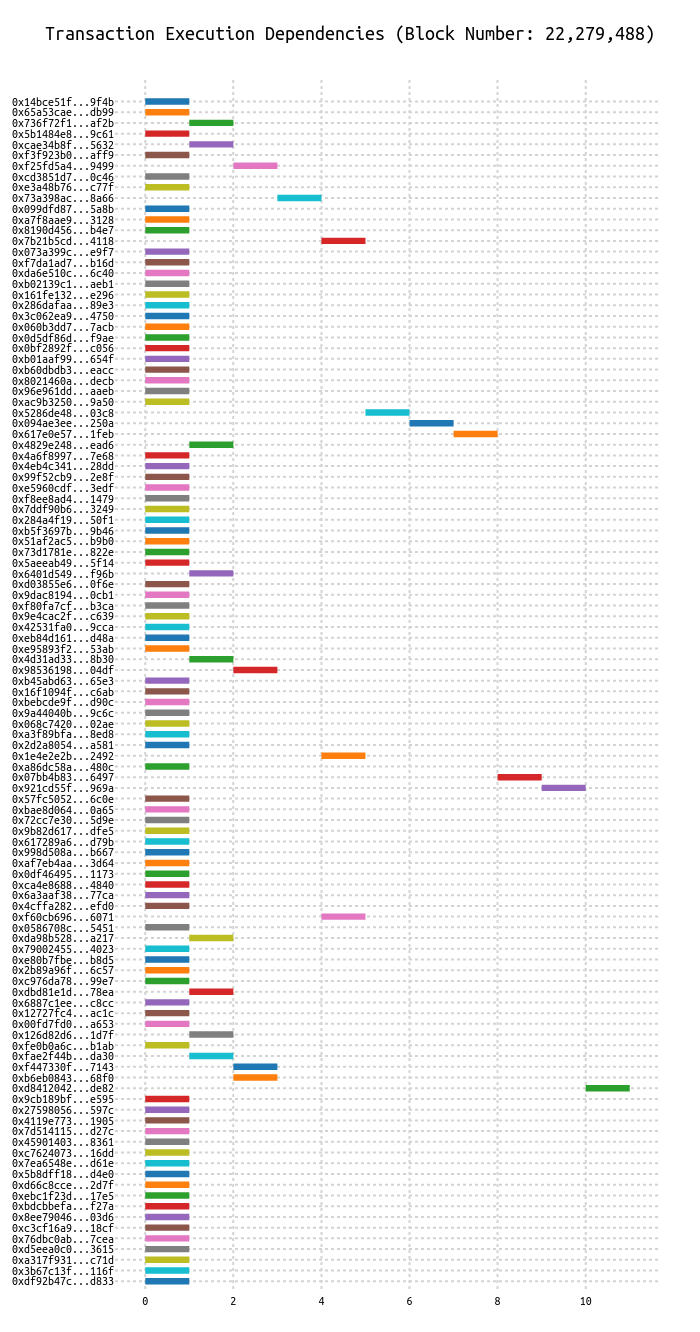 Transaction Execution Dependencies (Block Number: 22,279,488)
0x14bce51f...9f4b
0x65a53cae...db99
0x736f72f1...af2b
0x5b1484e8...9c61
0xcae34b8f...5632
0xf3f923b0...aff9
0xf25fd5a4...9499
0xcd3851d7...0c46
0xe3a48b76...c77f
0x73a398ac...8a66
0x099dfd87...5a8b
0xa7f8aae9...3128
0x8190d456...b4e7
0x7b21b5cd...4118
0x073a399c...e9f7
0xf7da1ad7...b16d
0xda6e510c...6c40
0xb02139c1...aeb1
0x161fe132...e296
0x286dafaa...89e3
0x3c062ea9...4750
0x060b3dd7...7acb
0x0d5df86d...f9ae
0x0bf2892f...c056
0xb01aaf99...654f
0xb60dbdb3...eacc
0x8021460a...decb
0x96e961dd...aaeb
0xac9b3250...9a50
0x5286de48...03c8
0x094ae3ee...250a
0x617e0e57...1feb
0x4829e248...ead6
0x4a6f8997...7e68
0x4eb4c341...28dd
0x99f52cb9...2e8f
0xe5960cdf...3edf
0xf8ee8ad4...1479
0x7ddf90b6...3249
0x284a4f19...50f1
0xb5f3697b...9b46
0x51af2ac5...b9b0
0x73d1781e...822e
0x5aeeab49...5f14
0x6401d549...f96b
0xd03855e6...0f6e
0x9dac8194...0cb1
0xf80fa7cf...b3ca
0x9e4cac2f...c639
0x42531fa0...9cca
0xeb84d161...d48a
0xe95893f2...53ab
0x4d31ad33...8b30
0x98536198...04df
0xb45abd63...65e3
0x16f1094f...c6ab
0xbebcde9f...d90c
0x9a44040b...9c6c
0x068c7420...02ae
0xa3f89bfa...8ed8
0x2d2a8054...a581
0x1e4e2e2b...2492
0xa86dc58a...480c
0x07bb4b83...6497
0x921cd55f...969a
0x57fc5052...6c0e
0xbae8d064...0a65
0x72cc7e30...5d9e
0x9b82d617...dfe5
0x617289a6...d79b
0x998d508a...b667
0xaf7eb4aa...3d64
0x0df46495...1173
0xca4e8688...4840
0x6a3aaf38...77ca
0x4cffa282...efd0
0xf60cb696...6071
0x0586708c...5451
0xda98b528...a217
0x79002455...4023
0xe80b7fbe...b8d5
0x2b89a96f...6c57
0xc976da78...99e7
0xdbd81e1d...78ea
0x6887c1ee...c8cc
0x12727fc4...ac1c
0x00fd7fd0...a653
0x126d82d6...1d7f
0xfe0b0a6c...b1ab
0xfae2f44b...da30
0xf447330f...7143
0xb6eb0843...68f0
0xd8412042...de82
0x9cb189bf...e595
0x27598056...597c
0x4119e773...1905
0x7d514115...d27c
0x45901403...8361
0xc7624073...16dd
0x7ea6548e...d61e
0x5b8dff18...d4e0
0xd66c8cce...2d7f
0xebc1f23d...17e5
0xbdcbbefa...f27a
0x8ee79046...03d6
0xc3cf16a9...18cf
0x76dbc0ab...7cea
0xd5eea0c0...3615
0xa317f931...c71d
0x3b67c13f...116f
0xdf92b47c...d833
0 2 4 6 8 10